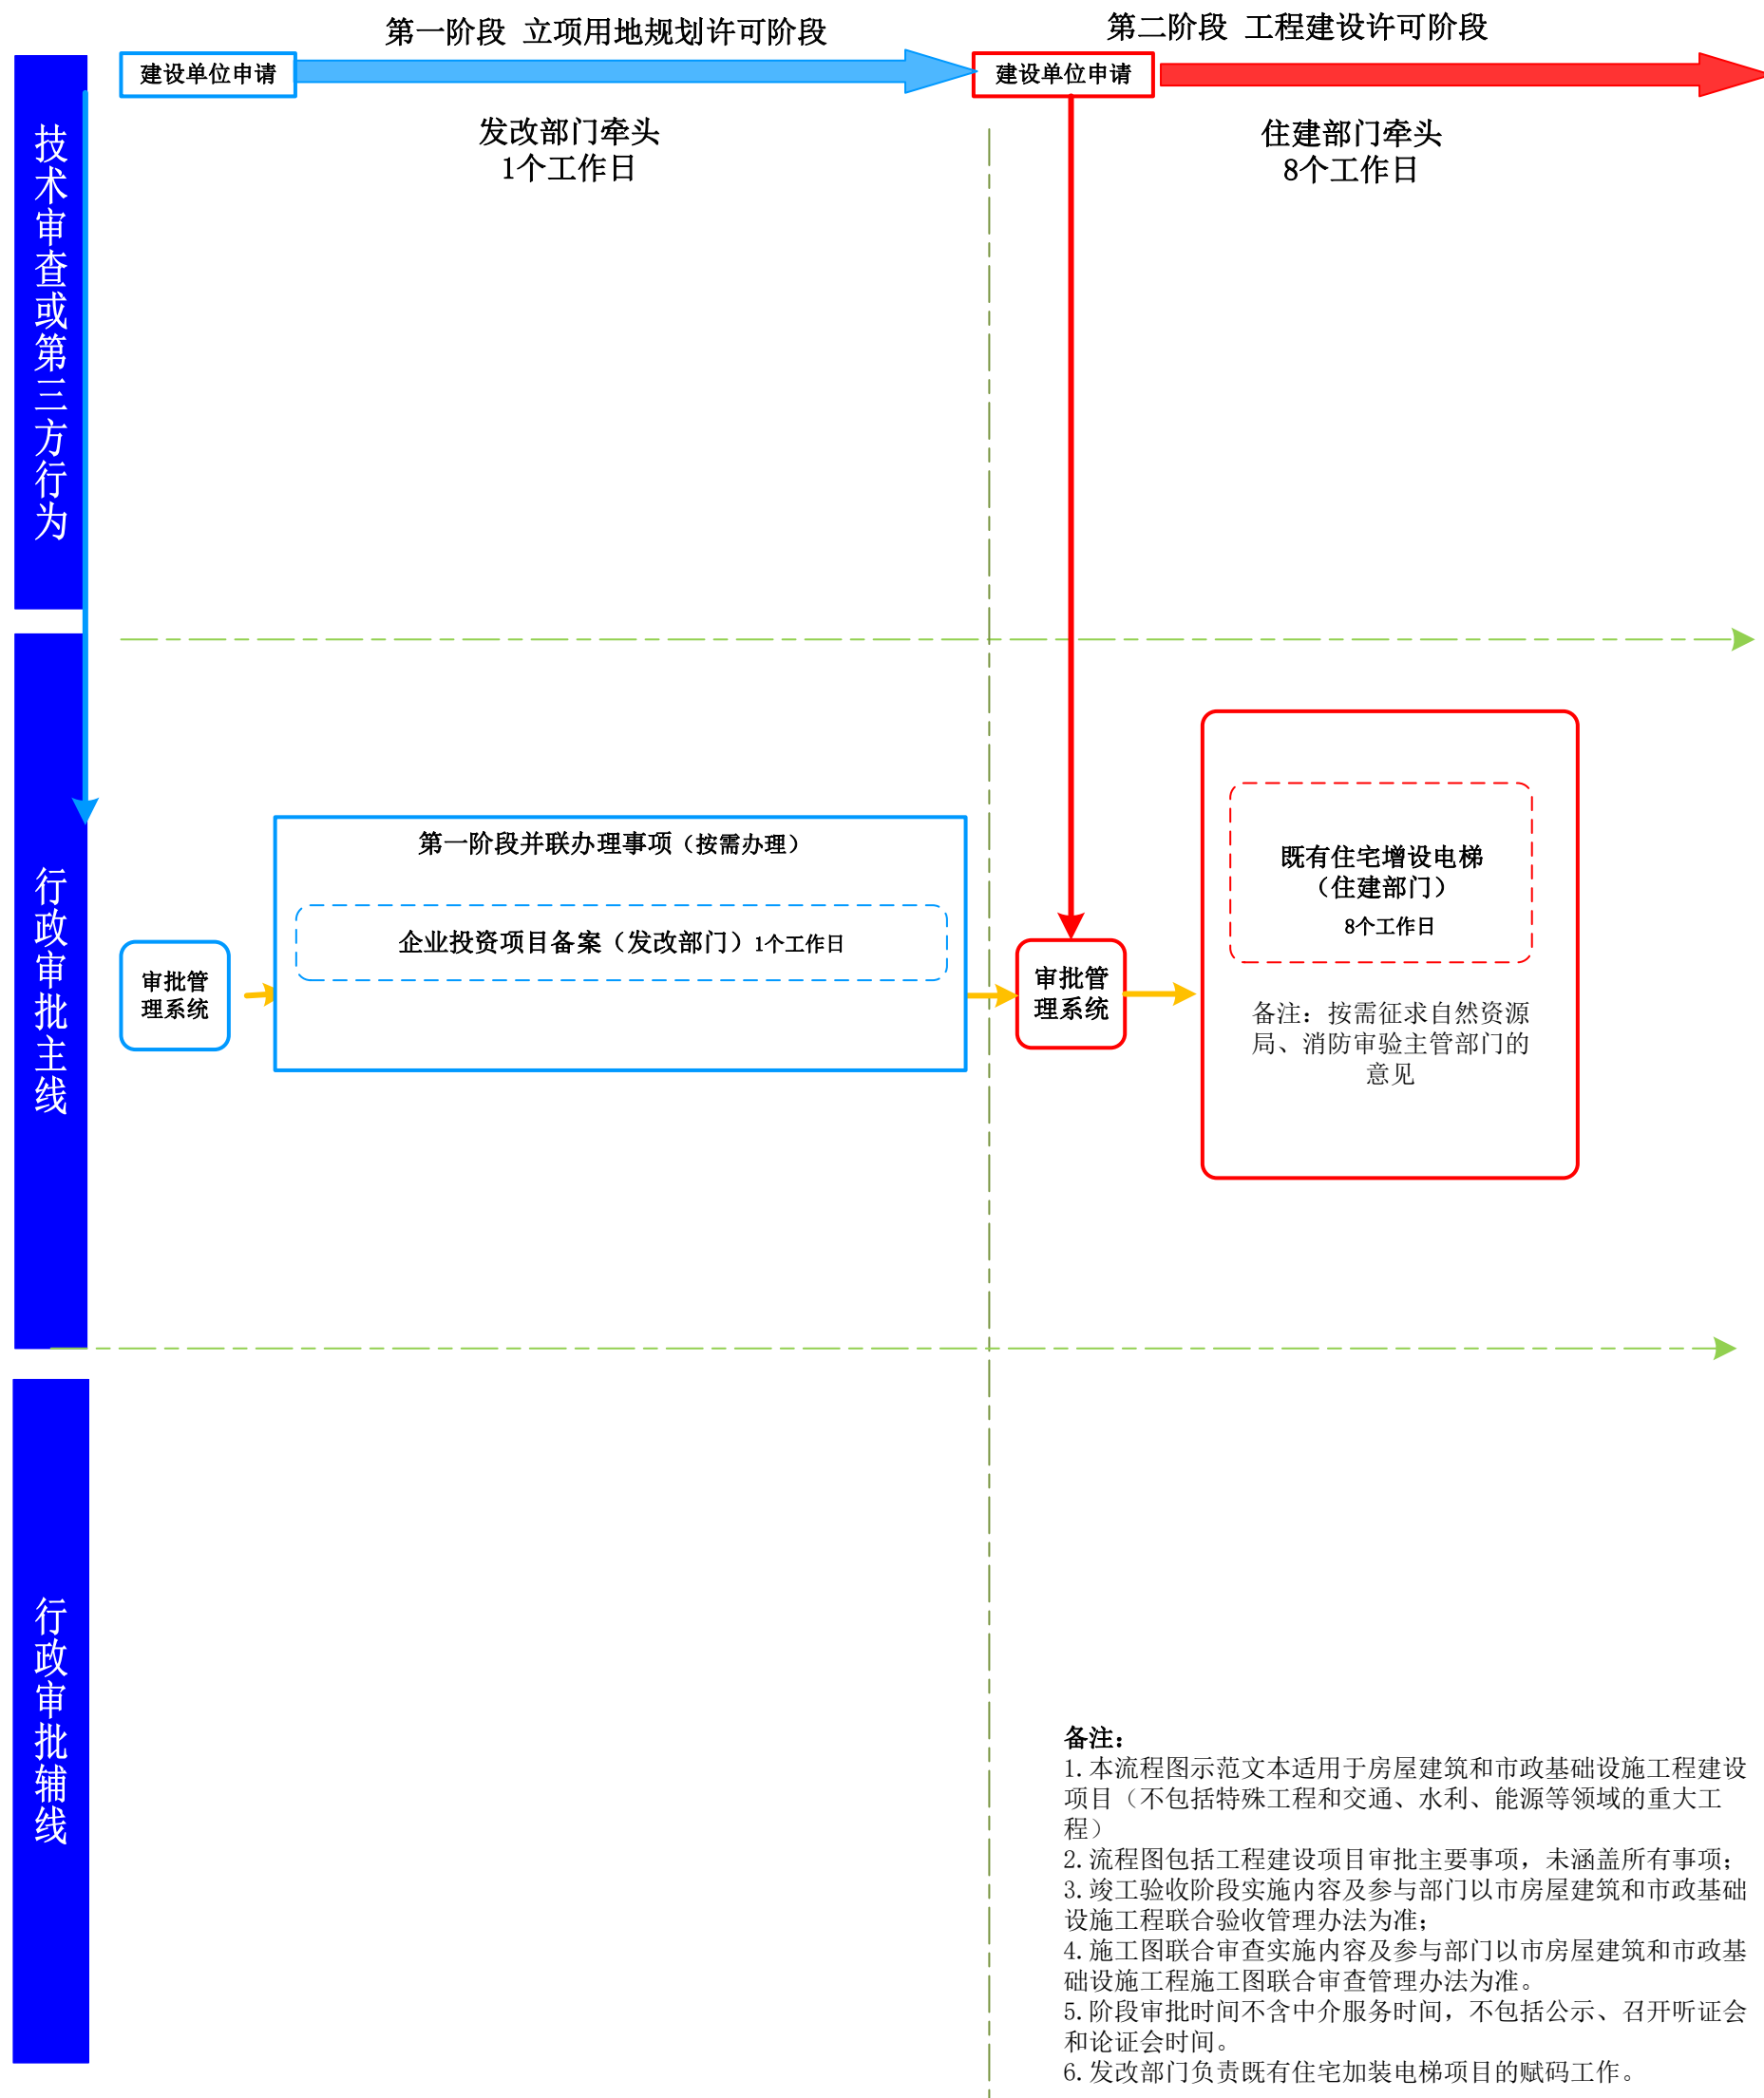 第一阶段 立项用地规划许可阶段
第二阶段 工程建设许可阶段
建设单位申请
建设单位申请
发改部门牵头
1个工作日
住建部门牵头
8个工作日
技术审查或第三方行为
行政审批主线
第一阶段并联办理事项（按需办理）
企业投资项目备案（发改部门）1个工作日
审批管
理系统
审批管
理系统
既有住宅增设电梯
（住建部门）
8个工作日
备注：按需征求自然资源
局、消防审验主管部门的
意见
行政审批辅线
备注：
1.本流程图示范文本适用于房屋建筑和市政基础设施工程建设
项目（不包括特殊工程和交通、水利、能源等领域的重大工
程）
2.流程图包括工程建设项目审批主要事项，未涵盖所有事项；
3.竣工验收阶段实施内容及参与部门以市房屋建筑和市政基础
设施工程联合验收管理办法为准；
4.施工图联合审查实施内容及参与部门以市房屋建筑和市政基
础设施工程施工图联合审查管理办法为准。
5.阶段审批时间不含中介服务时间，不包括公示、召开听证会
和论证会时间。
6.发改部门负责既有住宅加装电梯项目的赋码工作。